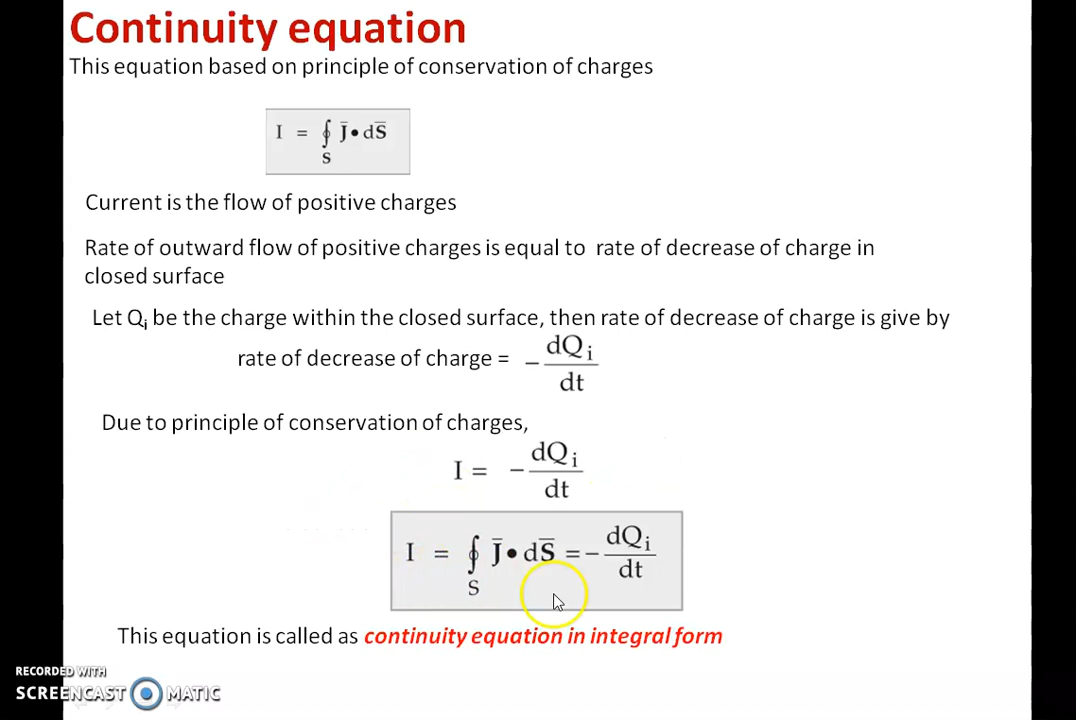 Continuity equation
This equation based on principle of conservation of charges
I = ∮ J̄•dS̄
S
Current is the flow of positive charges
Rate of outward flow of positive charges is equal to rate of decrease of charge in
closed surface
Let Qi be the charge within the closed surface, then rate of decrease of charge is give by
rate of decrease of charge = − dQi/dt
Due to principle of conservation of charges,
I = − dQi/dt
I = ∮ J̄•dS̄ = − dQi/dt
S
This equation is called as continuity equation in integral form
RECORDED WITH
SCREENCAST MATIC